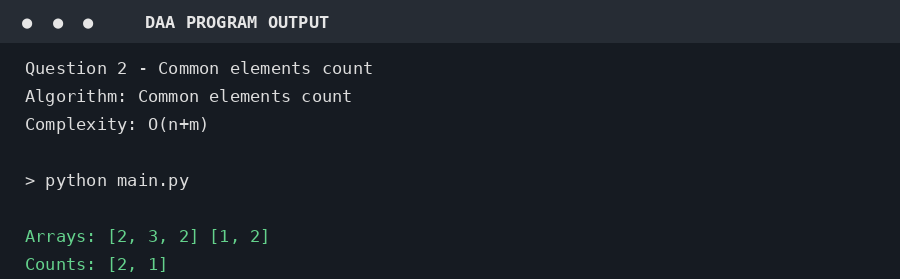 DAA PROGRAM OUTPUT
Question 2 - Common elements count
Algorithm: Common elements count
Complexity: O(n+m)
> python main.py
Arrays: [2, 3, 2] [1, 2]
Counts: [2, 1]